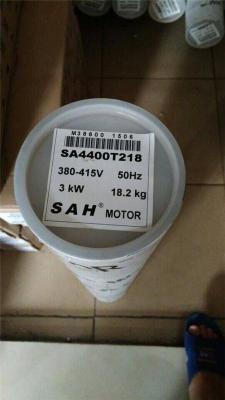 M38600 1506
SA4400T218
380-415V 50Hz
3 kW 18.2 kg
SAH® MOTOR